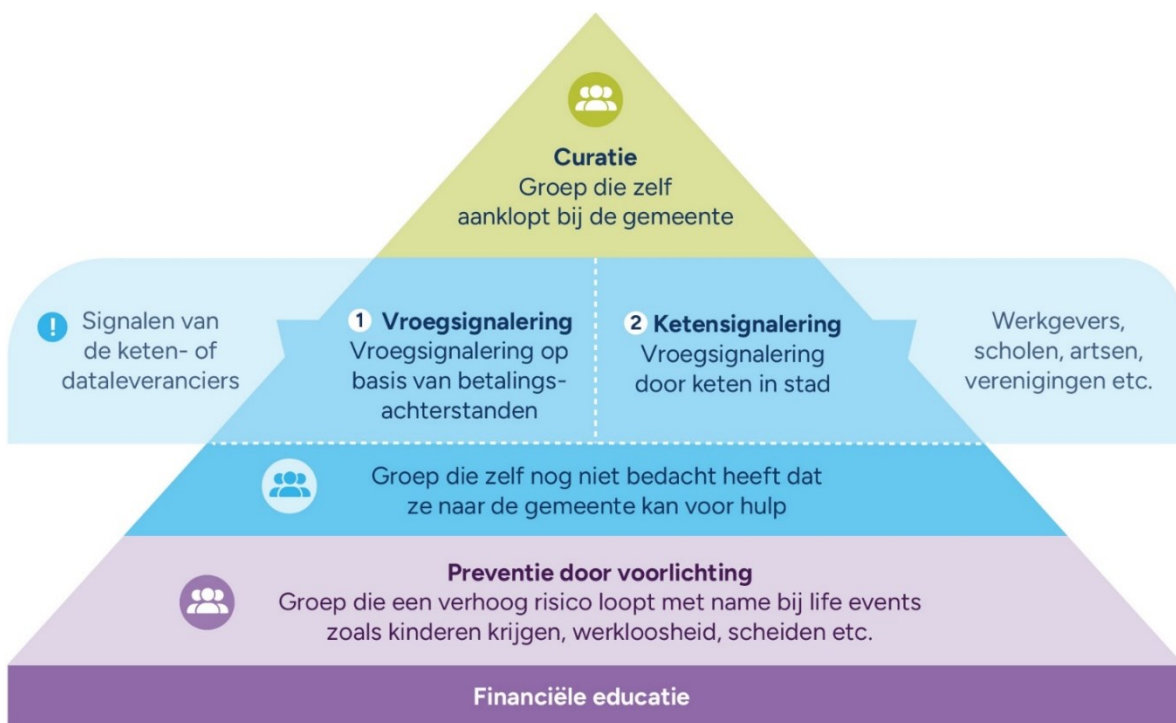 Curatie
Groep die zelf
aanklopt bij de gemeente
! Signalen van
de keten- of
dataleveranciers
1 Vroegsignalering
Vroegsignalering op
basis van betalings-
achterstanden
2 Ketensignalering
Vroegsignalering
door keten in stad
Werkgevers,
scholen, artsen,
verenigingen etc.
Groep die zelf nog niet bedacht heeft dat
ze naar de gemeente kan voor hulp
Preventie door voorlichting
Groep die een verhoog risico loopt met name bij life events
zoals kinderen krijgen, werkloosheid, scheiden etc.
Financiële educatie